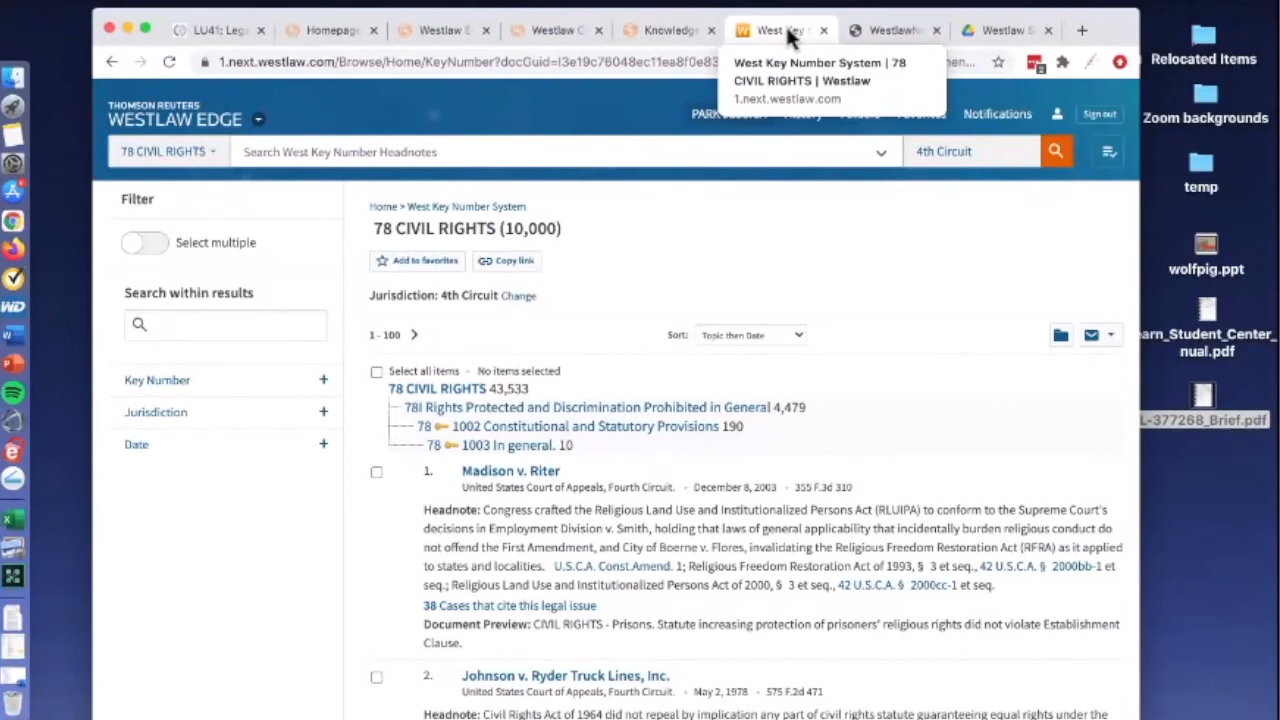 LU41: Leg
Homepage
Westlaw E
Westlaw C
Knowledge
West Key
Westlaw
Westlaw S
1.next.westlaw.com/Browse/Home/KeyNumber?docGuid=I3e19c76048ec11ea8f0e83
West Key Number System | 78
CIVIL RIGHTS | Westlaw
1.next.westlaw.com
2
THOMSON REUTERS
WESTLAW EDGE
Notifications
Sign out
78 CIVIL RIGHTS
Search West Key Number Headnotes
4th Circuit
Filter
Select multiple
Search within results
Key Number +
Jurisdiction +
Date +
Home > West Key Number System
78 CIVIL RIGHTS (10,000)
Add to favorites
Copy link
Jurisdiction: 4th Circuit Change
1 - 100
Sort: Topic then Date
Select all items · No items selected
78 CIVIL RIGHTS 43,533
78I Rights Protected and Discrimination Prohibited in General 4,479
78 1002 Constitutional and Statutory Provisions 190
78 1003 In general. 10
1. Madison v. Riter
United States Court of Appeals, Fourth Circuit. · December 8, 2003 · 355 F.3d 310
Headnote: Congress crafted the Religious Land Use and Institutionalized Persons Act (RLUIPA) to conform to the Supreme Court's
decisions in Employment Division v. Smith, holding that laws of general applicability that incidentally burden religious conduct do
not offend the First Amendment, and City of Boerne v. Flores, invalidating the Religious Freedom Restoration Act (RFRA) as it applied
to states and localities. U.S.C.A. Const.Amend. 1; Religious Freedom Restoration Act of 1993, § 3 et seq., 42 U.S.C.A. § 2000bb-1 et
seq.; Religious Land Use and Institutionalized Persons Act of 2000, § 3 et seq., 42 U.S.C.A. § 2000cc-1 et seq.
38 Cases that cite this legal issue
Document Preview: CIVIL RIGHTS - Prisons. Statute increasing protection of prisoners' religious rights did not violate Establishment
Clause.
2. Johnson v. Ryder Truck Lines, Inc.
United States Court of Appeals, Fourth Circuit. · May 2, 1978 · 575 F.2d 471
Headnote: Civil Rights Act of 1964 did not repeal by implication any part of civil rights statute guaranteeing equal rights under the
Relocated Items
Zoom backgrounds
temp
wolfpig.ppt
earn_Student_Center_
nual.pdf
L-377268_Brief.pdf
WD